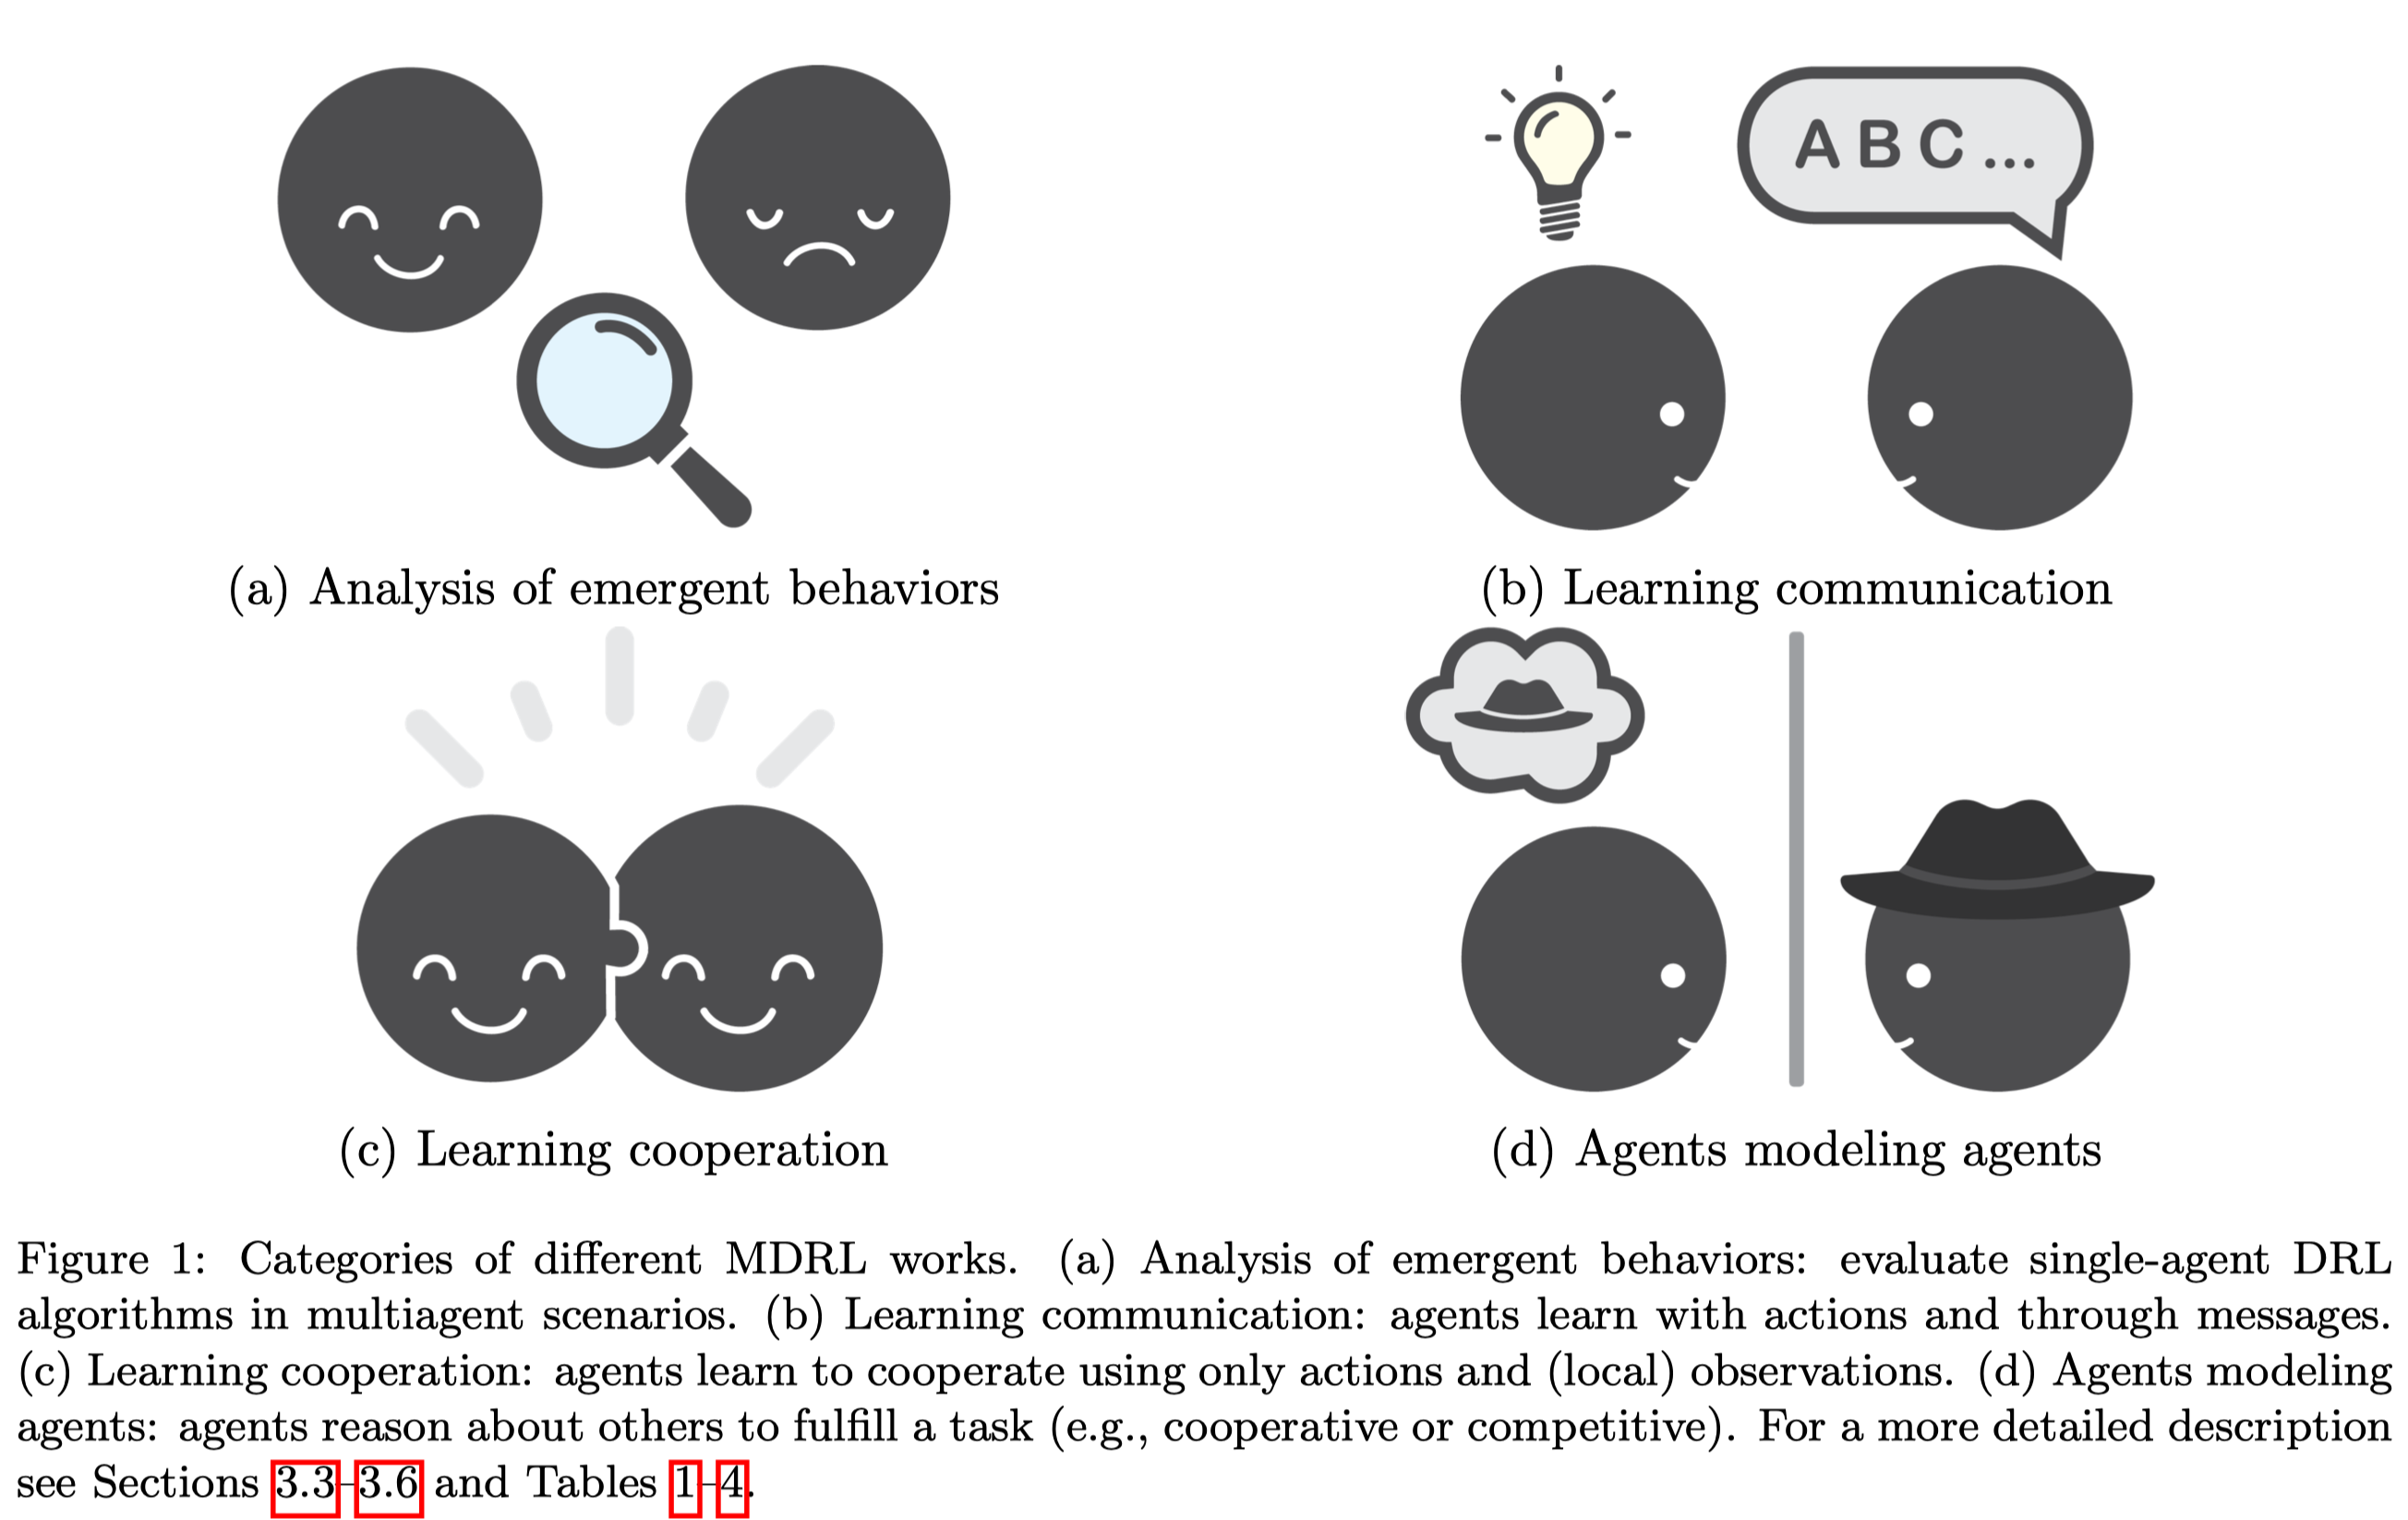 A B C ...
(a) Analysis of emergent behaviors
(b) Learning communication
(c) Learning cooperation
(d) Agents modeling agents
Figure 1: Categories of different MDRL works. (a) Analysis of emergent behaviors: evaluate single-agent DRL
algorithms in multiagent scenarios. (b) Learning communication: agents learn with actions and through messages.
(c) Learning cooperation: agents learn to cooperate using only actions and (local) observations. (d) Agents modeling
agents: agents reason about others to fulfill a task (e.g., cooperative or competitive). For a more detailed description
see Sections 3.3–3.6 and Tables 1–4.